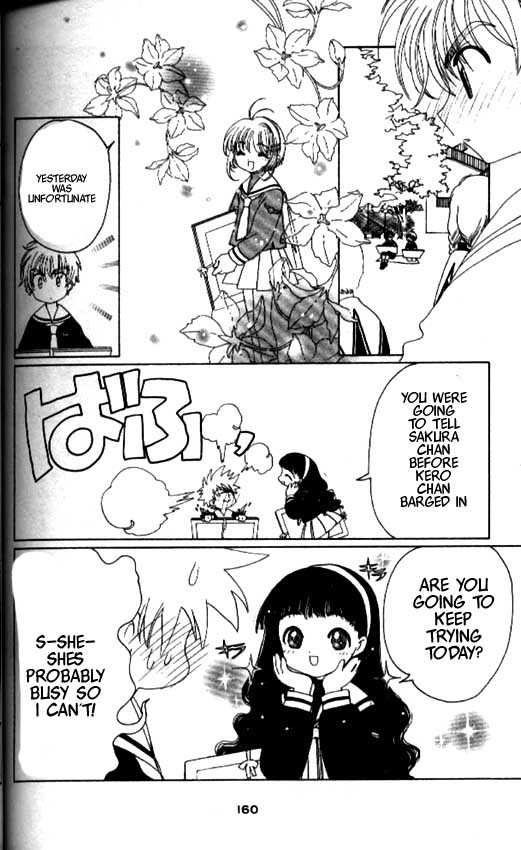 YESTERDAY
WAS
UNFORTUNATE
ばふ,
YOU WERE
GOING
TO TELL
SAKURA
CHAN
BEFORE
KERO
CHAN
BARGED IN
ARE YOU
GOING TO
KEEP
TRYING
TODAY?
S-SHE-
SHES
PROBABLY
BUSY SO
I CAN'T!
160